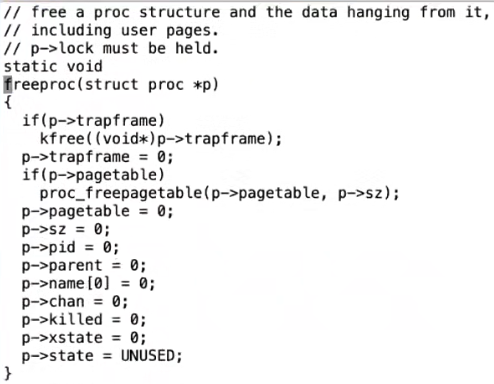 // free a proc structure and the data hanging from it,
// including user pages.
// p->lock must be held.
static void
freeproc(struct proc *p)
{
  if(p->trapframe)
    kfree((void*)p->trapframe);
  p->trapframe = 0;
  if(p->pagetable)
    proc_freepagetable(p->pagetable, p->sz);
  p->pagetable = 0;
  p->sz = 0;
  p->pid = 0;
  p->parent = 0;
  p->name[0] = 0;
  p->chan = 0;
  p->killed = 0;
  p->xstate = 0;
  p->state = UNUSED;
}